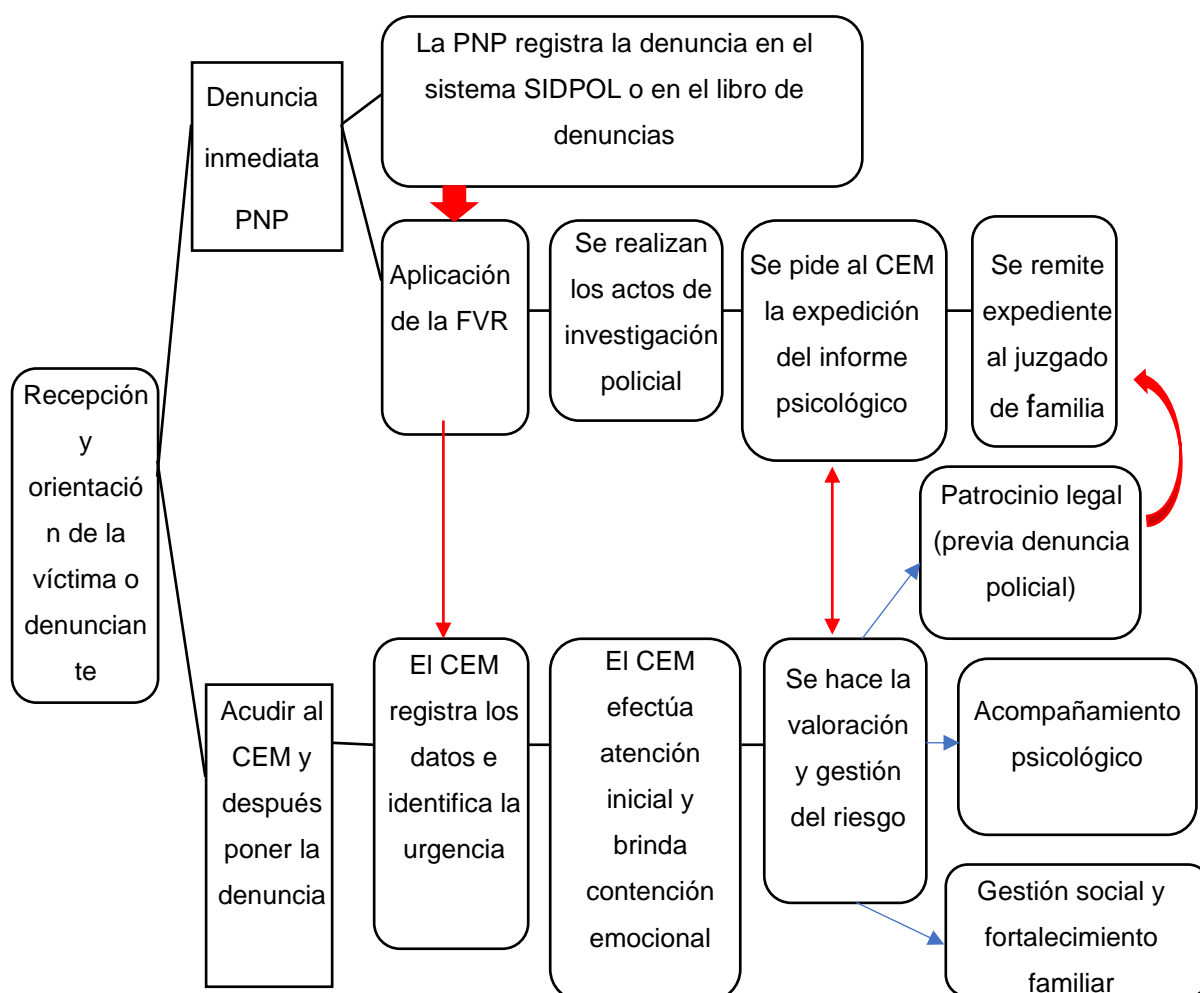 La PNP registra la denuncia en el
sistema SIDPOL o en el libro de
denuncias
Denuncia
inmediata
PNP
Aplicación
de la FVR
Se realizan
los actos de
investigación
policial
Se pide al CEM
la expedición
del informe
psicológico
Se remite
expediente
al juzgado
de familia
Recepción
y
orientació
n de la
víctima o
denuncian
te
Patrocinio legal
(previa denuncia
policial)
Acudir al
CEM y
después
poner la
denuncia
El CEM
registra los
datos e
identifica la
urgencia
El CEM
efectúa
atención
inicial y
brinda
contención
emocional
Se hace la
valoración
y gestión
del riesgo
Acompañamiento
psicológico
Gestión social y
fortalecimiento
familiar